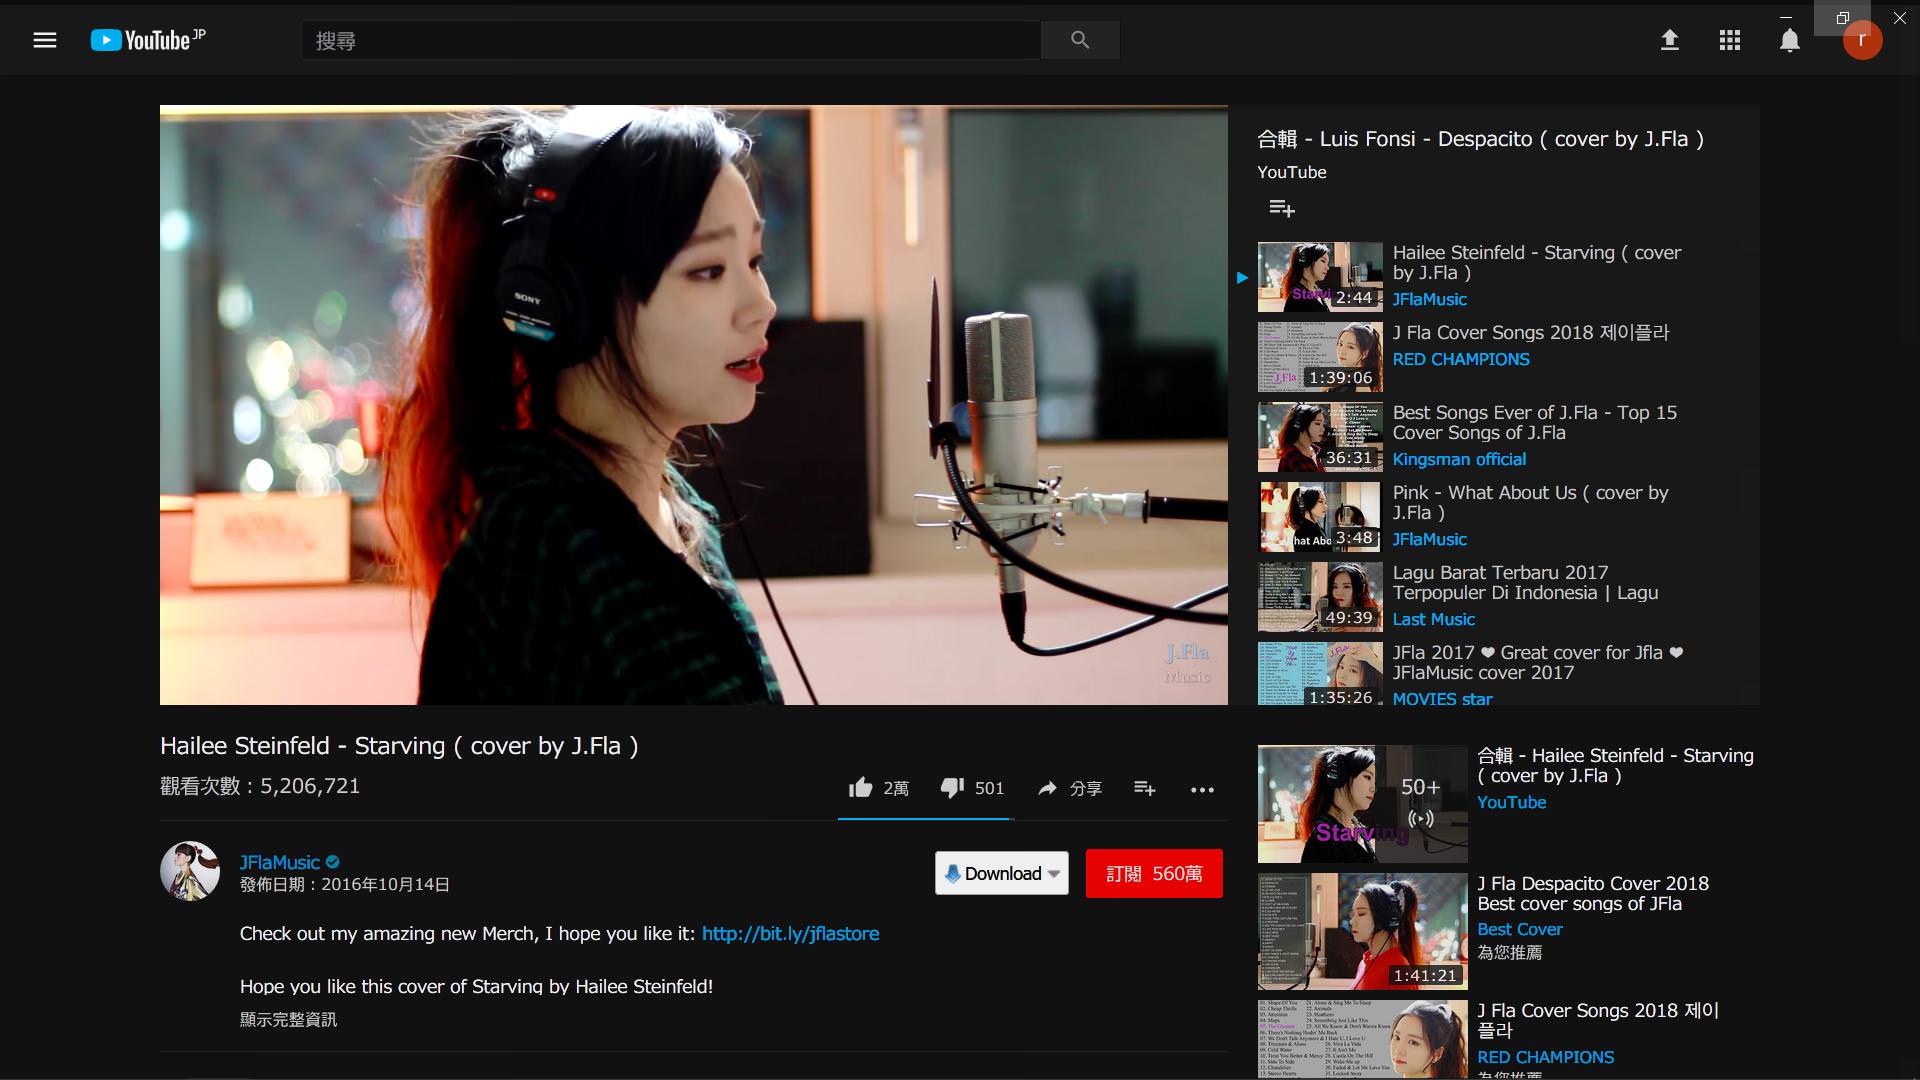 YouTube JP
搜尋
r
SONY
J.Fla
Music
合輯 - Luis Fonsi - Despacito ( cover by J.Fla )
YouTube
Starvi
2:44
Hailee Steinfeld - Starving ( cover
by J.Fla )
JFlaMusic
J.Fla
1:39:06
J Fla Cover Songs 2018 제이플라
RED CHAMPIONS
36:31
Best Songs Ever of J.Fla - Top 15
Cover Songs of J.Fla
Kingsman official
hat Abo
3:48
Pink - What About Us ( cover by
J.Fla )
JFlaMusic
49:39
Lagu Barat Terbaru 2017
Terpopuler Di Indonesia | Lagu
Last Music
J.Fla
1:35:26
JFla 2017 ❤ Great cover for Jfla ❤
JFlaMusic cover 2017
MOVIES star
Hailee Steinfeld - Starving ( cover by J.Fla )
觀看次數：5,206,721
2萬
501
分享
JFlaMusic
發佈日期：2016年10月14日
Download
訂閱 560萬
Check out my amazing new Merch, I hope you like it: http://bit.ly/jflastore
Hope you like this cover of Starving by Hailee Steinfeld!
顯示完整資訊
Starving
50+
合輯 - Hailee Steinfeld - Starving
( cover by J.Fla )
YouTube
1:41:21
J Fla Despacito Cover 2018
Best cover songs of JFla
Best Cover
為您推薦
J Fla Cover Songs 2018 제이
플라
RED CHAMPIONS
為您推薦